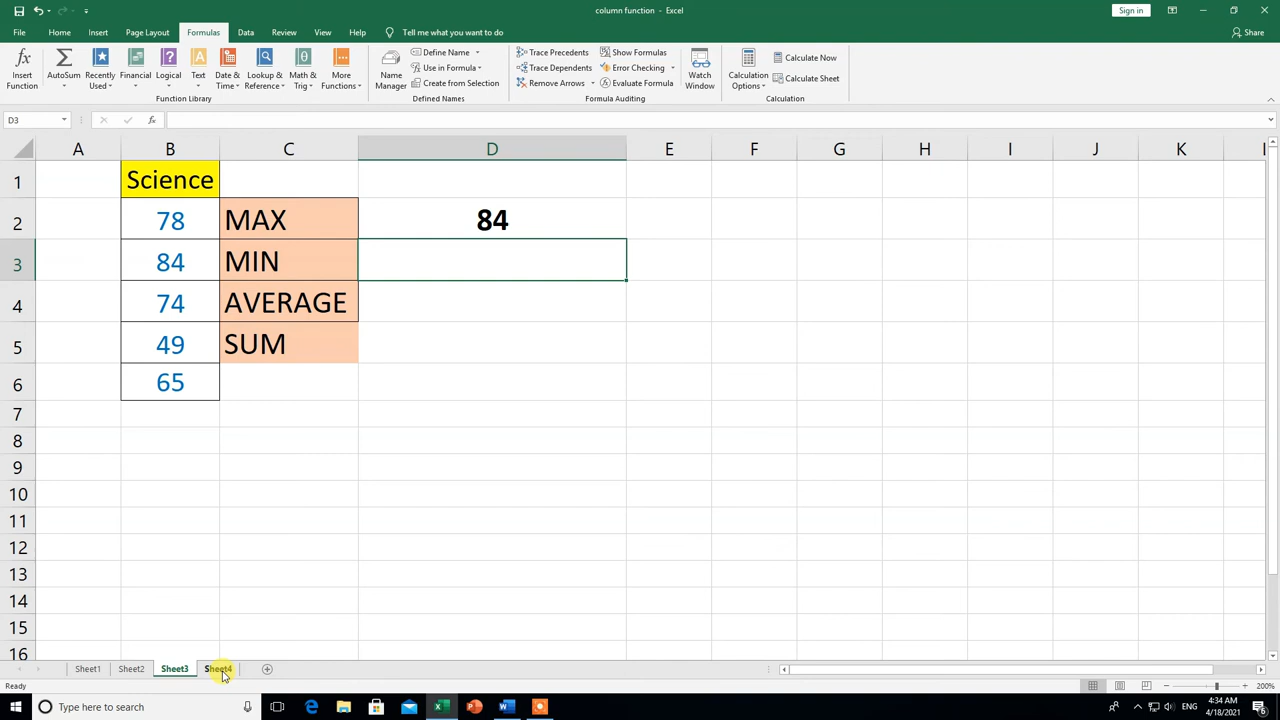 column function - Excel
Sign in
File Home Insert Page Layout Formulas Data Review View Help Tell me what you want to do Share
Insert Function
AutoSum
Recently Used
Financial
Logical
Text
Date & Time
Lookup & Reference
Math & Trig
More Functions
Function Library
Name Manager
Define Name
Use in Formula
Create from Selection
Defined Names
Trace Precedents
Trace Dependents
Remove Arrows
Show Formulas
Error Checking
Evaluate Formula
Formula Auditing
Watch Window
Calculation Options
Calculate Now
Calculate Sheet
Calculation
D3 fx
A B C D E F G H I J K
1 Science
2 78 MAX 84
3 84 MIN
4 74 AVERAGE
5 49 SUM
6 65
7
8
9
10
11
12
13
14
15
16
Sheet1 Sheet2 Sheet3 Sheet4
Ready 200%
Type here to search
4:34 AM
4/18/2021